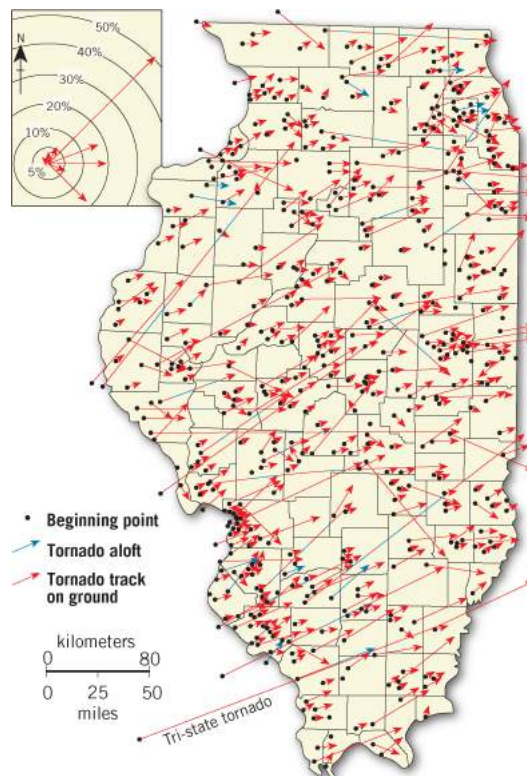 50%
40%
30%
20%
10%
5%
N
Beginning point
Tornado aloft
Tornado track
on ground
kilometers
0 80
0 25 50
miles
Tri-state tornado